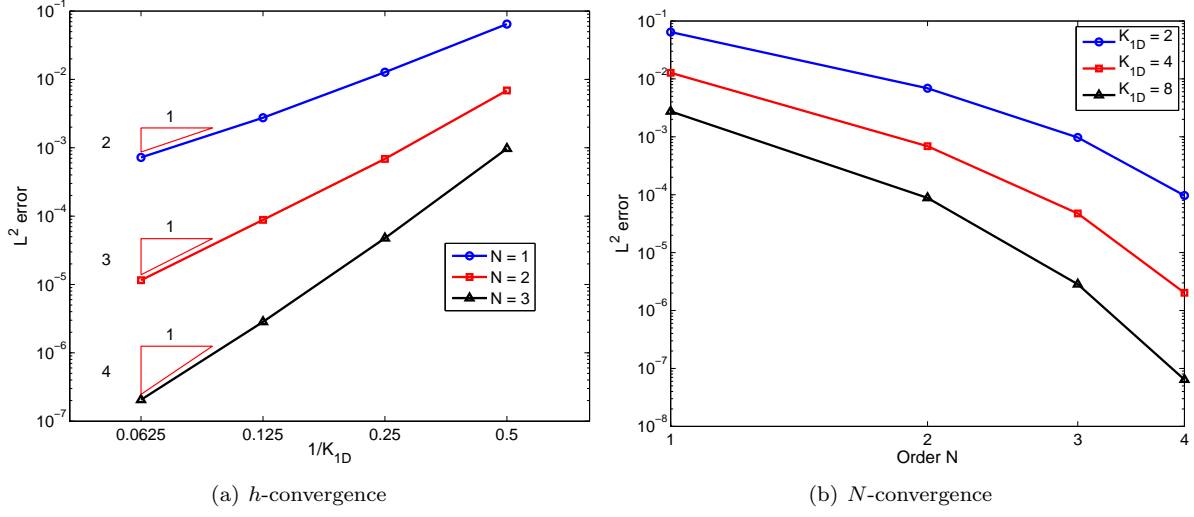 10^-1
10^-2
10^-3
10^-4
10^-5
10^-6
10^-7
L^2 error
1
2
1
3
1
4
N = 1
N = 2
N = 3
0.0625
0.125
0.25
0.5
1/K_1D
(a) h-convergence
10^-1
10^-2
10^-3
10^-4
10^-5
10^-6
10^-7
10^-8
L^2 error
K_1D = 2
K_1D = 4
K_1D = 8
1
2
3
4
Order N
(b) N-convergence